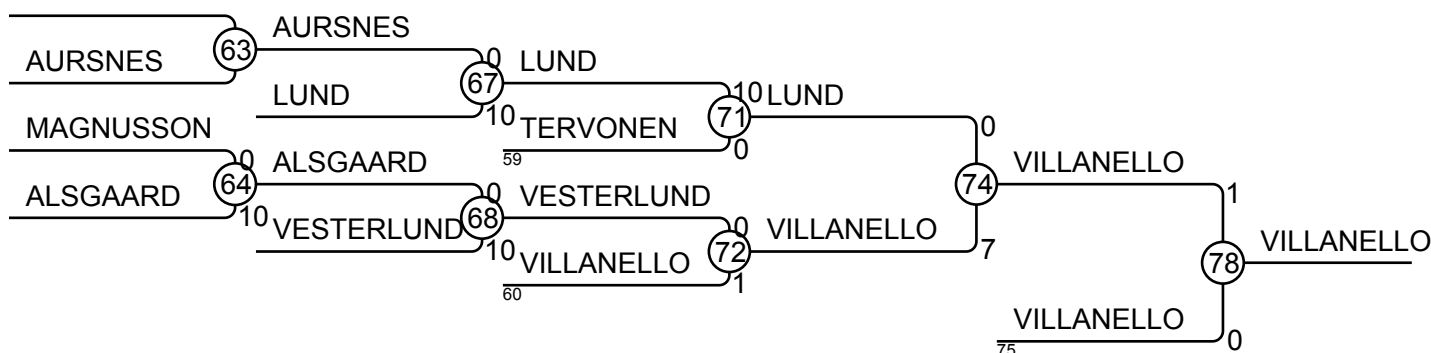 AURSNES
63
AURSNES
0
67
LUND
10
LUND
10
71
TERVONEN
59
0
LUND
MAGNUSSON
0
64
ALSGAARD
10
ALSGAARD
0
68
VESTERLUND
10
VESTERLUND
0
72
VILLANELLO
60
1
VILLANELLO
0
74
7
VILLANELLO
1
78
VILLANELLO
75
0
VILLANELLO